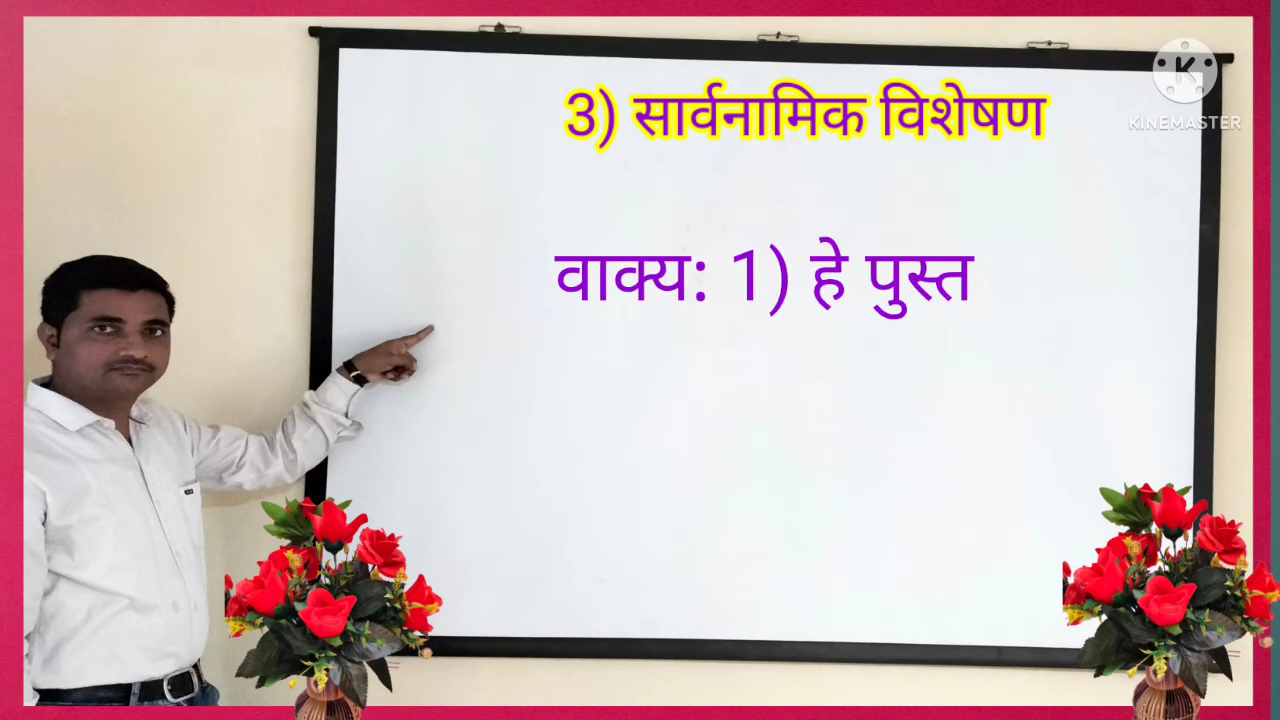 3) सार्वनामिक विशेषण
KINEMASTER
वाक्य: 1) हे पुस्त